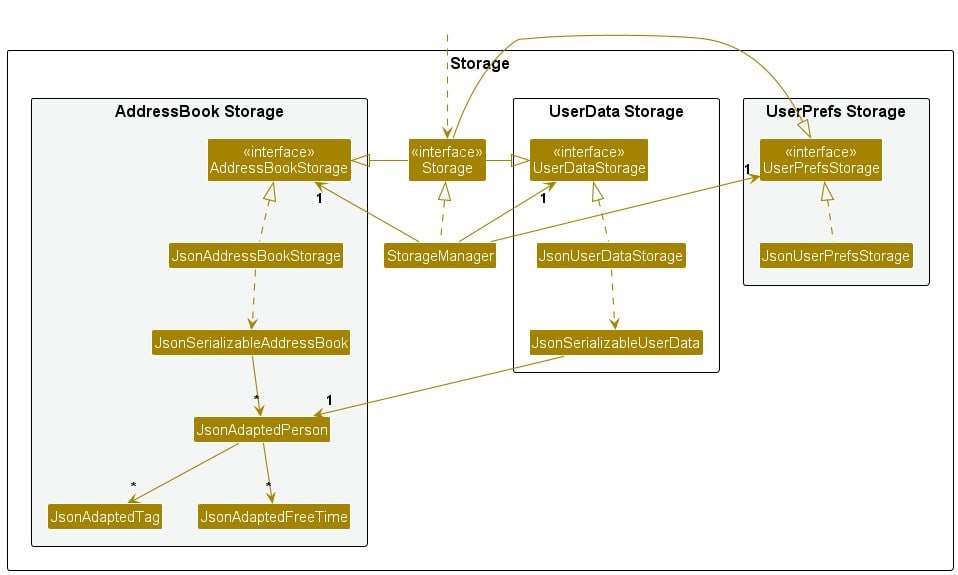 Storage
AddressBook Storage
UserData Storage
UserPrefs Storage
«interface»
AddressBookStorage
«interface»
Storage
«interface»
UserDataStorage
«interface»
UserPrefsStorage
1
1
1
JsonAddressBookStorage
StorageManager
JsonUserDataStorage
JsonUserPrefsStorage
JsonSerializableAddressBook
JsonSerializableUserData
*
1
JsonAdaptedPerson
*
*
JsonAdaptedTag
JsonAdaptedFreeTime